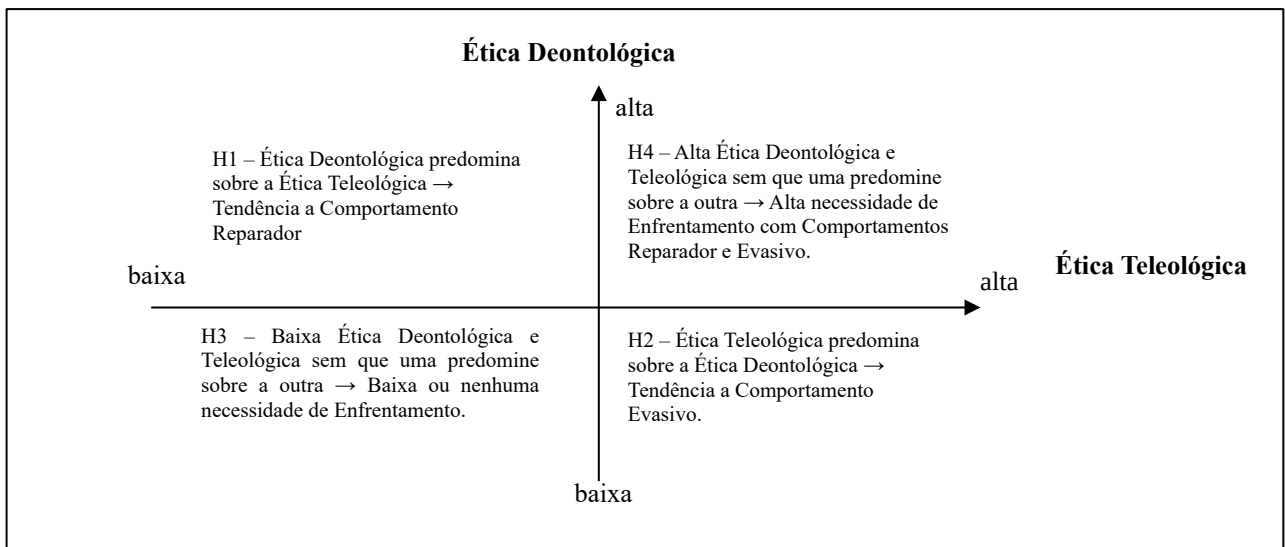 Ética Deontológica
alta
H1 – Ética Deontológica predomina
sobre a Ética Teleológica →
Tendência a Comportamento
Reparador
H4 – Alta Ética Deontológica e
Teleológica sem que uma predomine
sobre a outra → Alta necessidade de
Enfrentamento com Comportamentos
Reparador e Evasivo.
baixa
alta
Ética Teleológica
H3 – Baixa Ética Deontológica e
Teleológica sem que uma predomine
sobre a outra → Baixa ou nenhuma
necessidade de Enfrentamento.
H2 – Ética Teleológica predomina
sobre a Ética Deontológica →
Tendência a Comportamento
Evasivo.
baixa